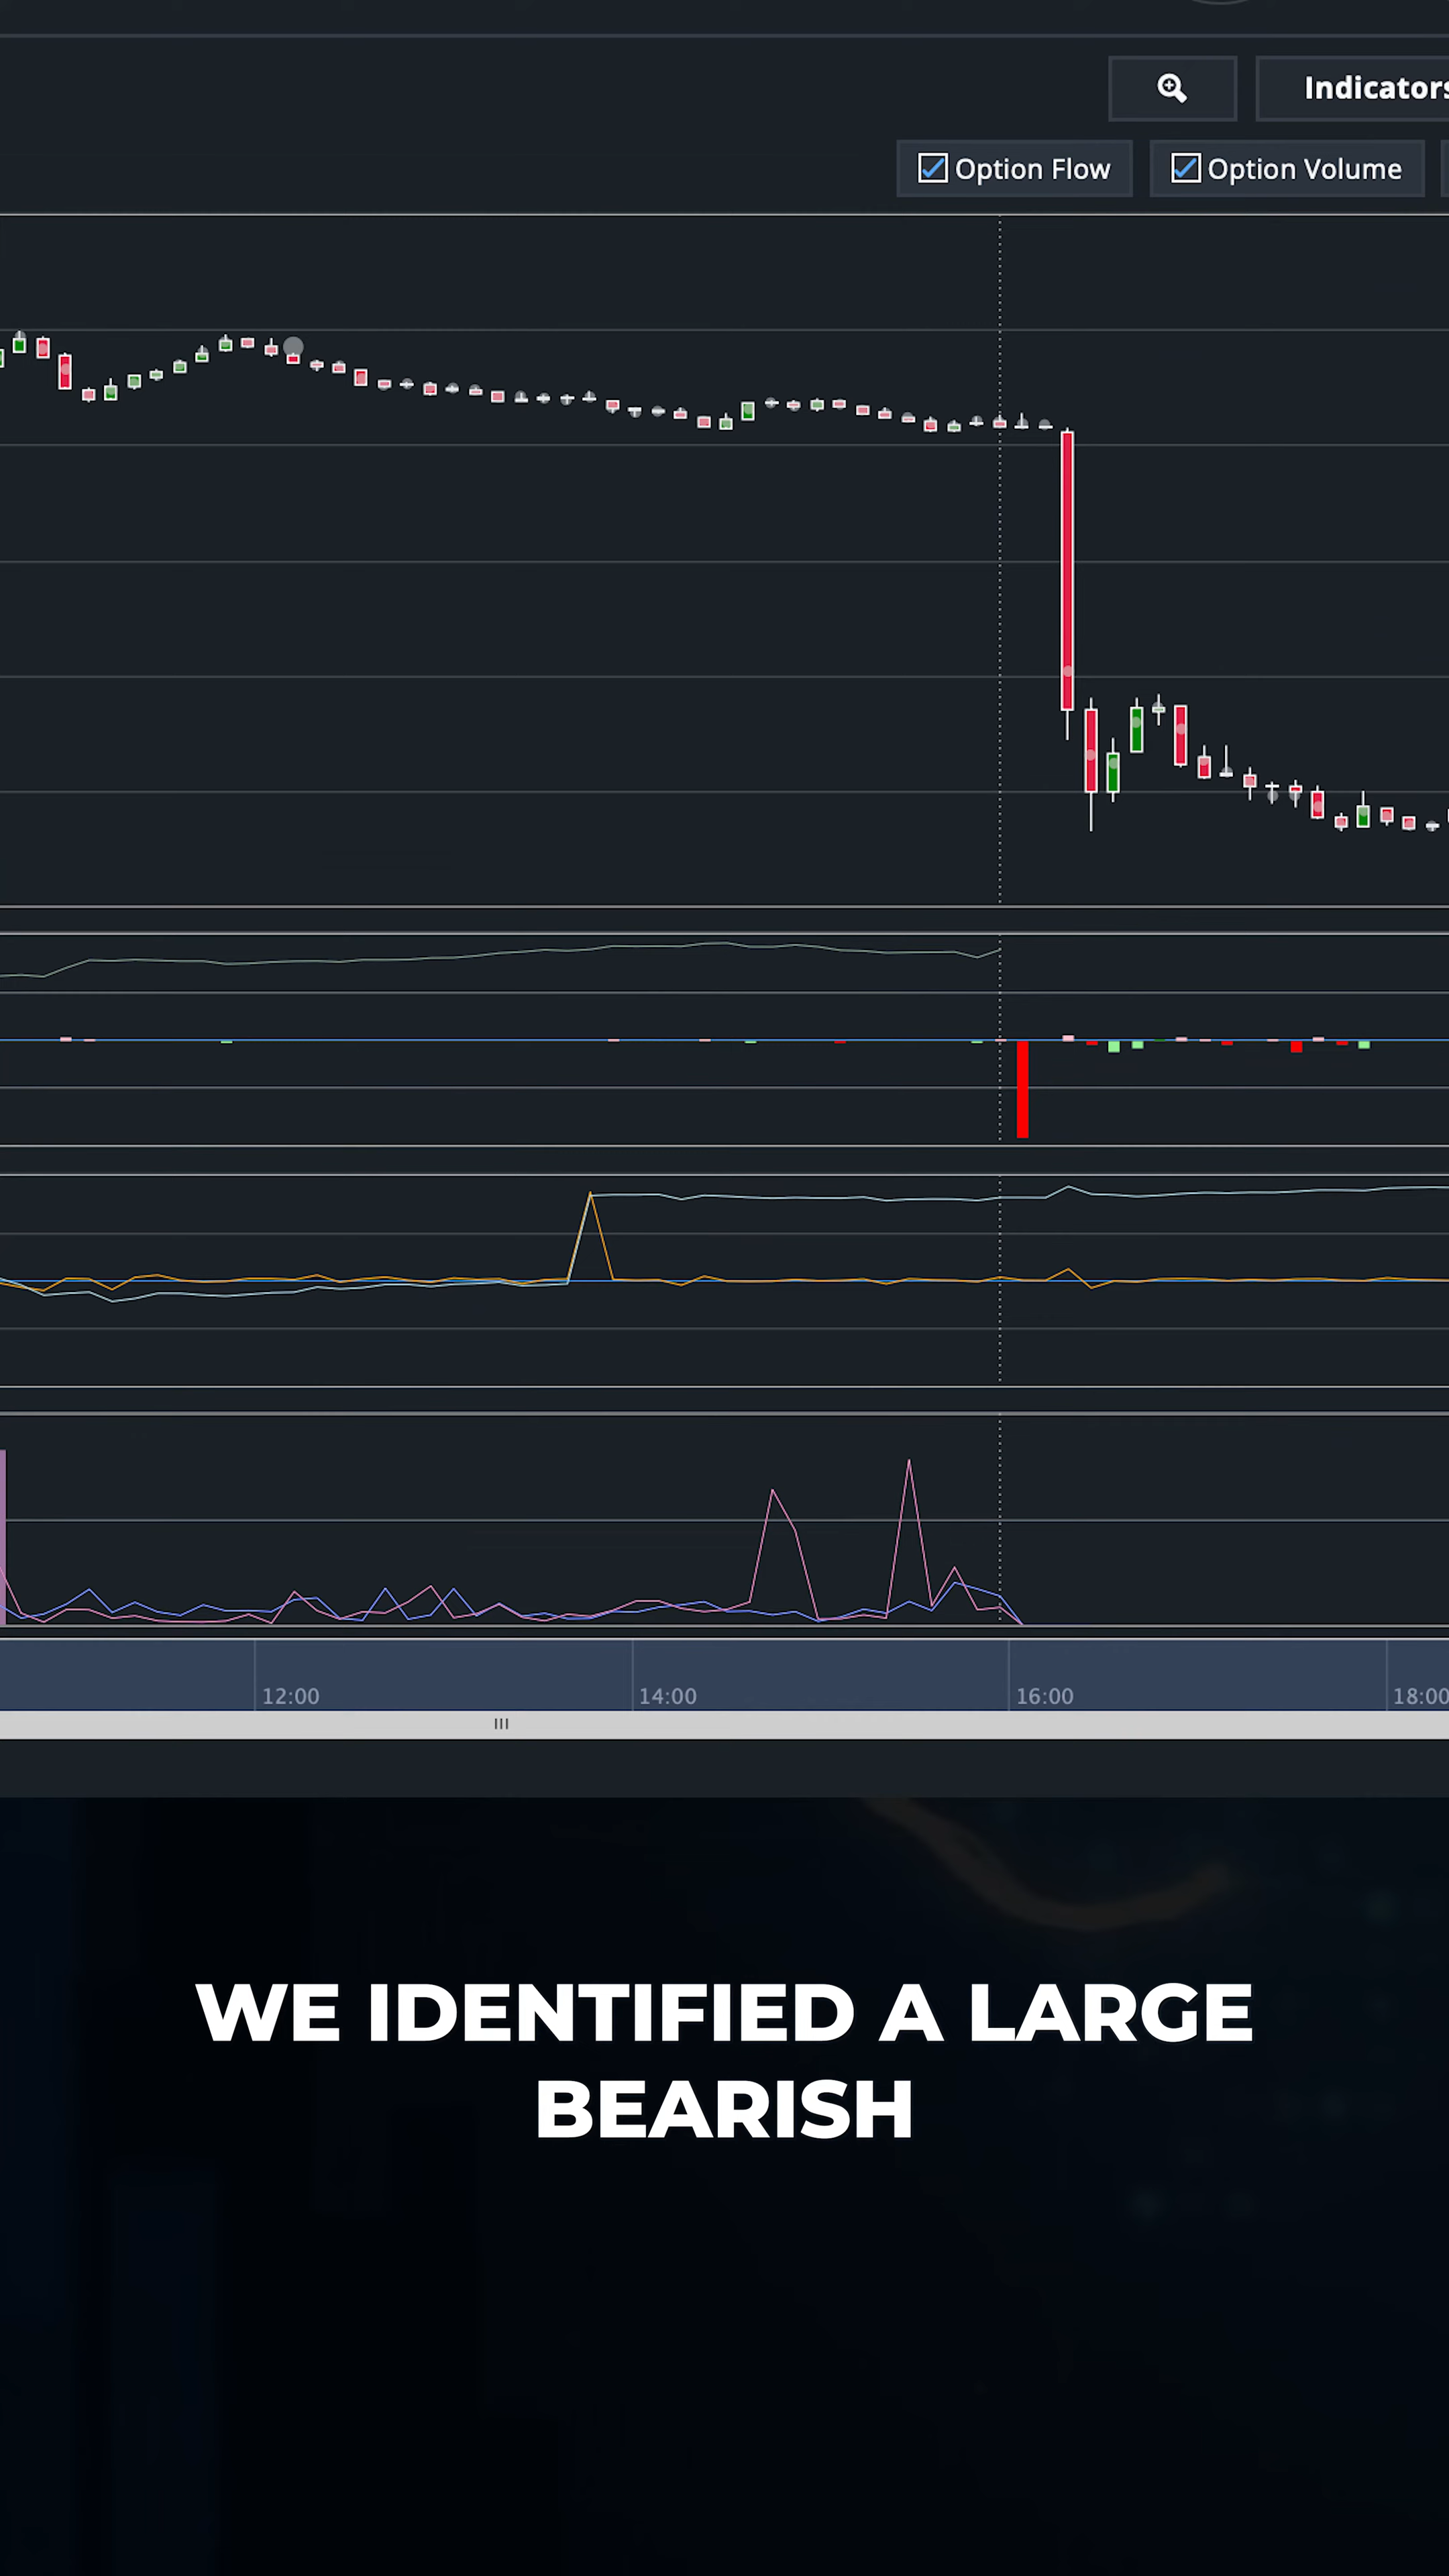 Indicators
Option Flow
Option Volume
12:00
14:00
16:00
18:00
WE IDENTIFIED A LARGE
BEARISH